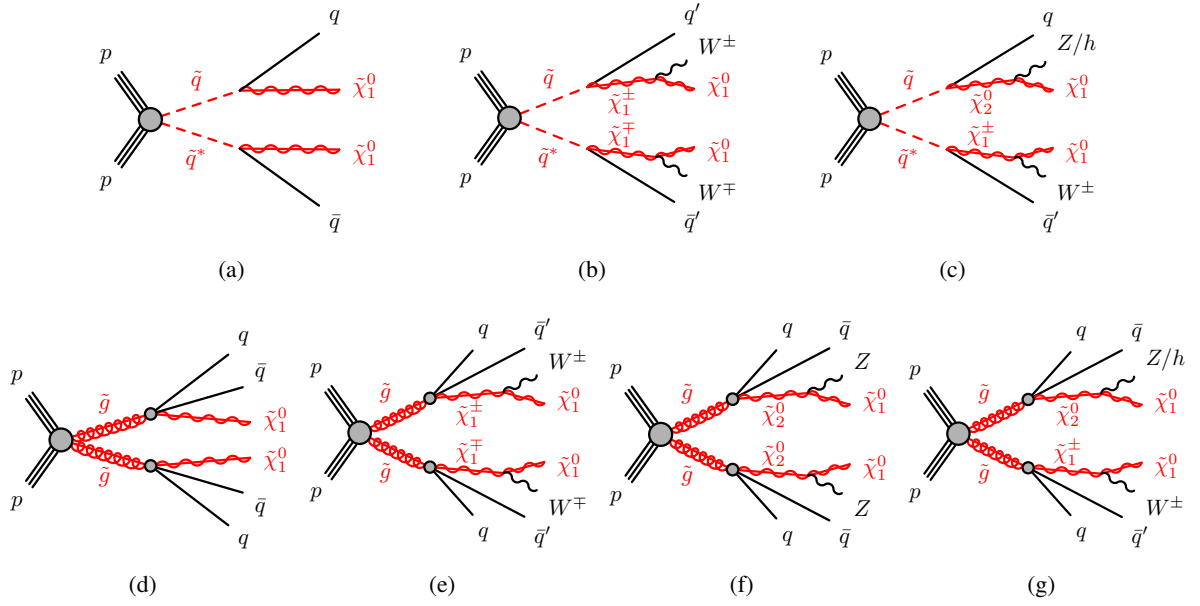 p
p
q̃
q̃*
q
χ̃₁⁰
χ̃₁⁰
q̄
(a)
p
p
q̃
q̃*
q′
W±
χ̃₁±
χ̃₁⁰
χ̃₁∓
χ̃₁⁰
W∓
q̄′
(b)
p
p
q̃
q̃*
q
Z/h
χ̃₂⁰
χ̃₁⁰
χ̃₁±
χ̃₁⁰
W±
q̄′
(c)
p
p
g̃
g̃
q
q̄
χ̃₁⁰
χ̃₁⁰
q̄
q
(d)
p
p
g̃
g̃
q
q̄′
W±
χ̃₁±
χ̃₁⁰
χ̃₁∓
χ̃₁⁰
W∓
q̄′
q
(e)
p
p
g̃
g̃
q
q̄
Z
χ̃₂⁰
χ̃₁⁰
χ̃₂⁰
χ̃₁⁰
Z
q̄
q
(f)
p
p
g̃
g̃
q
q̄
Z/h
χ̃₂⁰
χ̃₁⁰
χ̃₁±
χ̃₁⁰
W±
q̄′
q
(g)